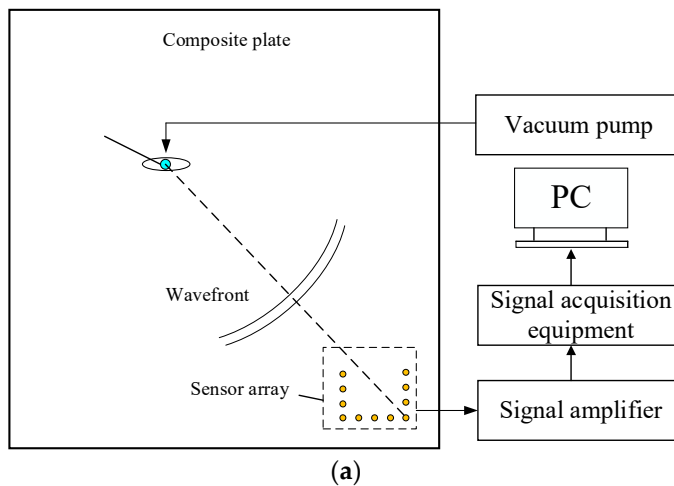 Composite plate
Vacuum pump
PC
Wavefront
Signal acquisition
equipment
Sensor array
Signal amplifier
(a)